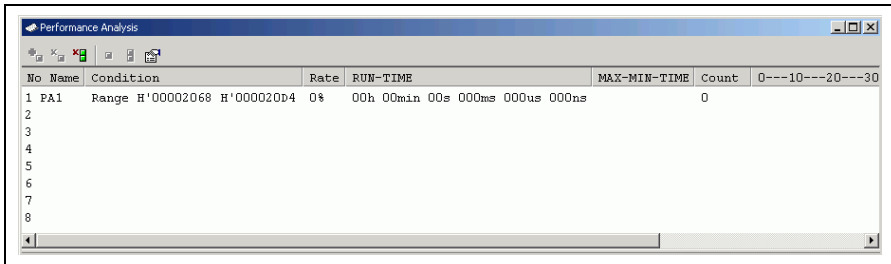 Performance Analysis
No Name Condition Rate RUN-TIME MAX-MIN-TIME Count 0---10---20---30
1 PA1 Range H'00002068 H'000020D4 0% 00h 00min 00s 000ms 000us 000ns 0
2
3
4
5
6
7
8